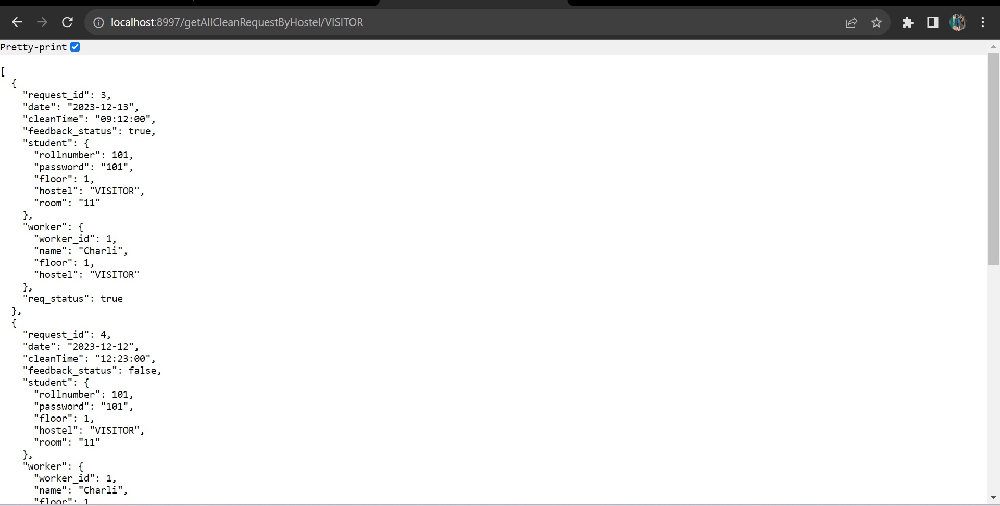 localhost:8997/getAllCleanRequestByHostel/VISITOR
Pretty-print
[
  {
    "request_id": 3,
    "date": "2023-12-13",
    "cleanTime": "09:12:00",
    "feedback_status": true,
    "student": {
      "rollnumber": 101,
      "password": "101",
      "floor": 1,
      "hostel": "VISITOR",
      "room": "11"
    },
    "worker": {
      "worker_id": 1,
      "name": "Charli",
      "floor": 1,
      "hostel": "VISITOR"
    },
    "req_status": true
  },
  {
    "request_id": 4,
    "date": "2023-12-12",
    "cleanTime": "12:23:00",
    "feedback_status": false,
    "student": {
      "rollnumber": 101,
      "password": "101",
      "floor": 1,
      "hostel": "VISITOR",
      "room": "11"
    },
    "worker": {
      "worker_id": 1,
      "name": "Charli",
      "floor": 1